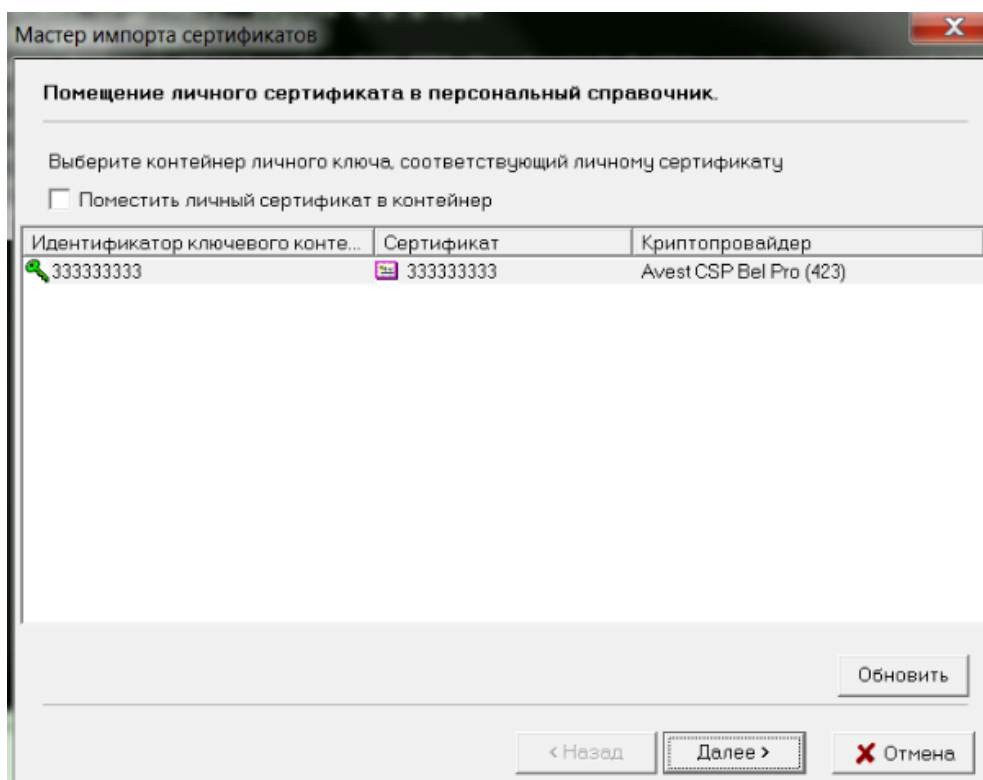 Мастер импорта сертификатов
Помещение личного сертификата в персональный справочник.
Выберите контейнер личного ключа, соответствующий личному сертификату
Поместить личный сертификат в контейнер
Идентификатор ключевого конте... Сертификат Криптопровайдер
333333333 333333333 Avest CSP Bel Pro (423)
Обновить
< Назад Далее > Отмена